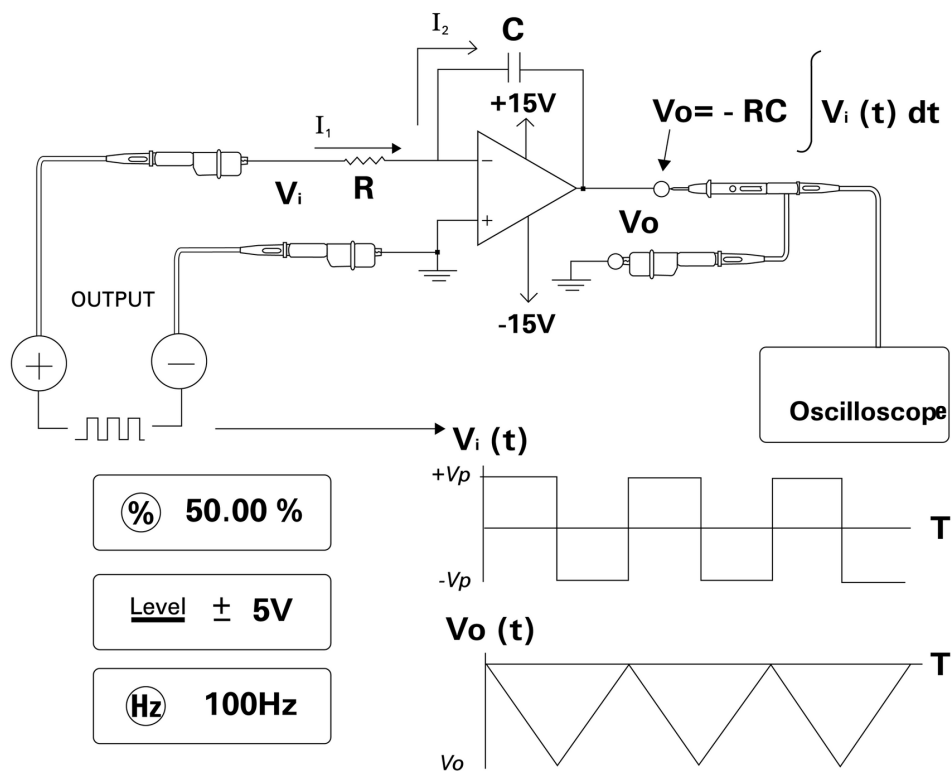 I₂
C
+15V
Vo= - RC ∫ Vᵢ (t) dt
I₁
−
Vᵢ
R
+
Vo
OUTPUT
-15V
+
−
Oscilloscope
Vᵢ (t)
+Vp
% 50.00 %
T
-Vp
Level ± 5V
Vo (t)
T
Hz 100Hz
Vo